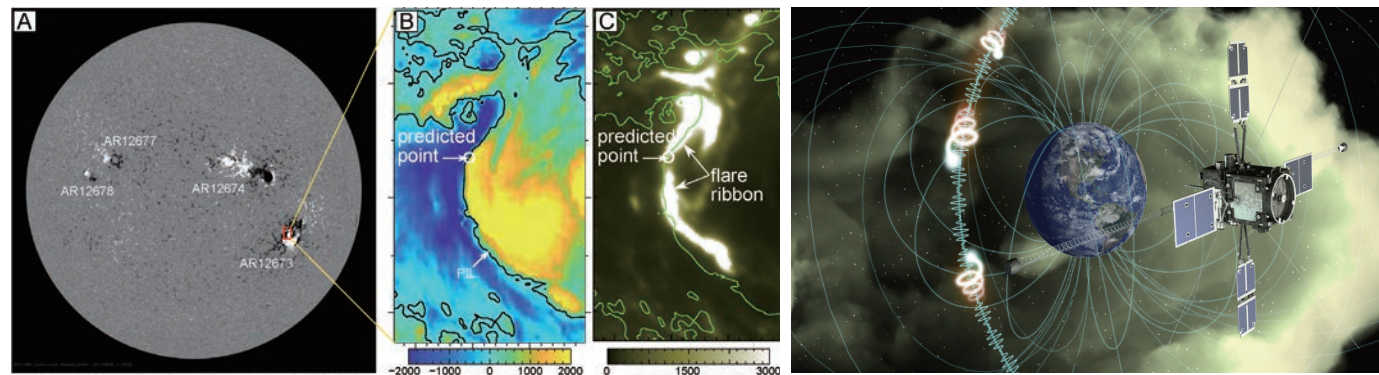 A
AR12677
AR12678
AR12674
AR12673
B
predicted
point
PIL
-2000 -1000 0 1000 2000
C
predicted
point
flare
ribbon
0 1500 3000